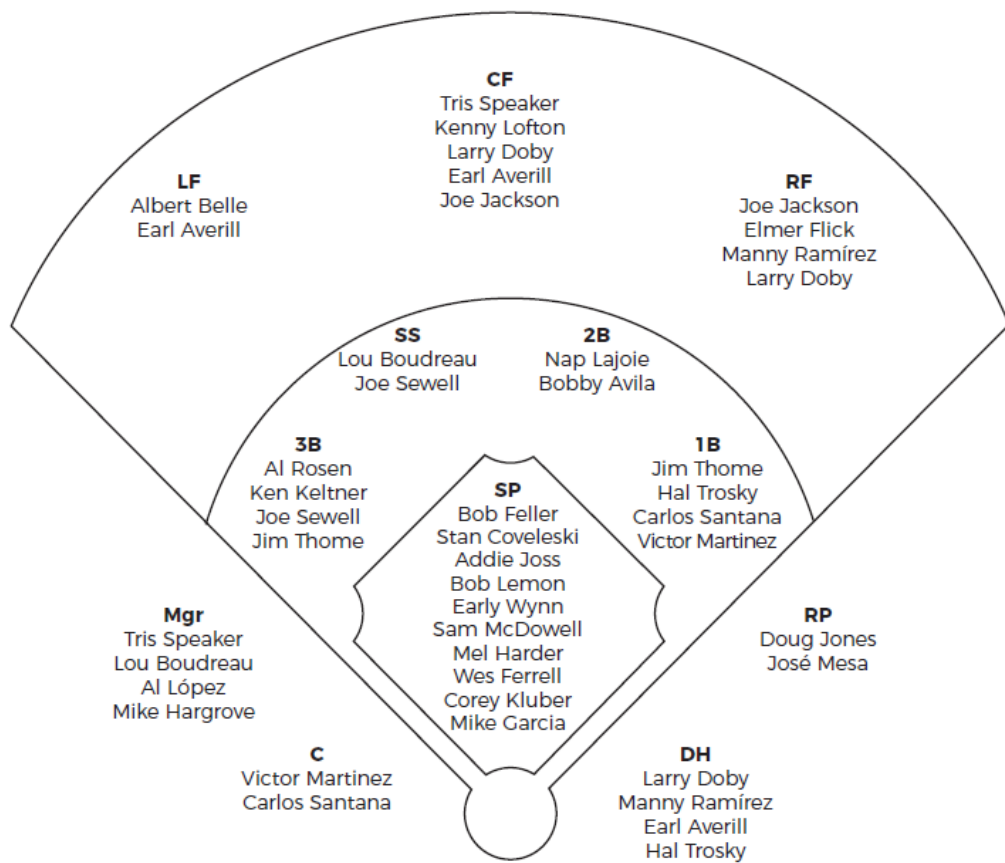 CF
Tris Speaker
Kenny Lofton
Larry Doby
Earl Averill
Joe Jackson
LF
Albert Belle
Earl Averill
RF
Joe Jackson
Elmer Flick
Manny Ramírez
Larry Doby
SS
Lou Boudreau
Joe Sewell
2B
Nap Lajoie
Bobby Avila
3B
Al Rosen
Ken Keltner
Joe Sewell
Jim Thome
SP
Bob Feller
Stan Coveleski
Addie Joss
Bob Lemon
Early Wynn
Sam McDowell
Mel Harder
Wes Ferrell
Corey Kluber
Mike Garcia
1B
Jim Thome
Hal Trosky
Carlos Santana
Victor Martinez
Mgr
Tris Speaker
Lou Boudreau
Al López
Mike Hargrove
RP
Doug Jones
José Mesa
C
Victor Martinez
Carlos Santana
DH
Larry Doby
Manny Ramírez
Earl Averill
Hal Trosky